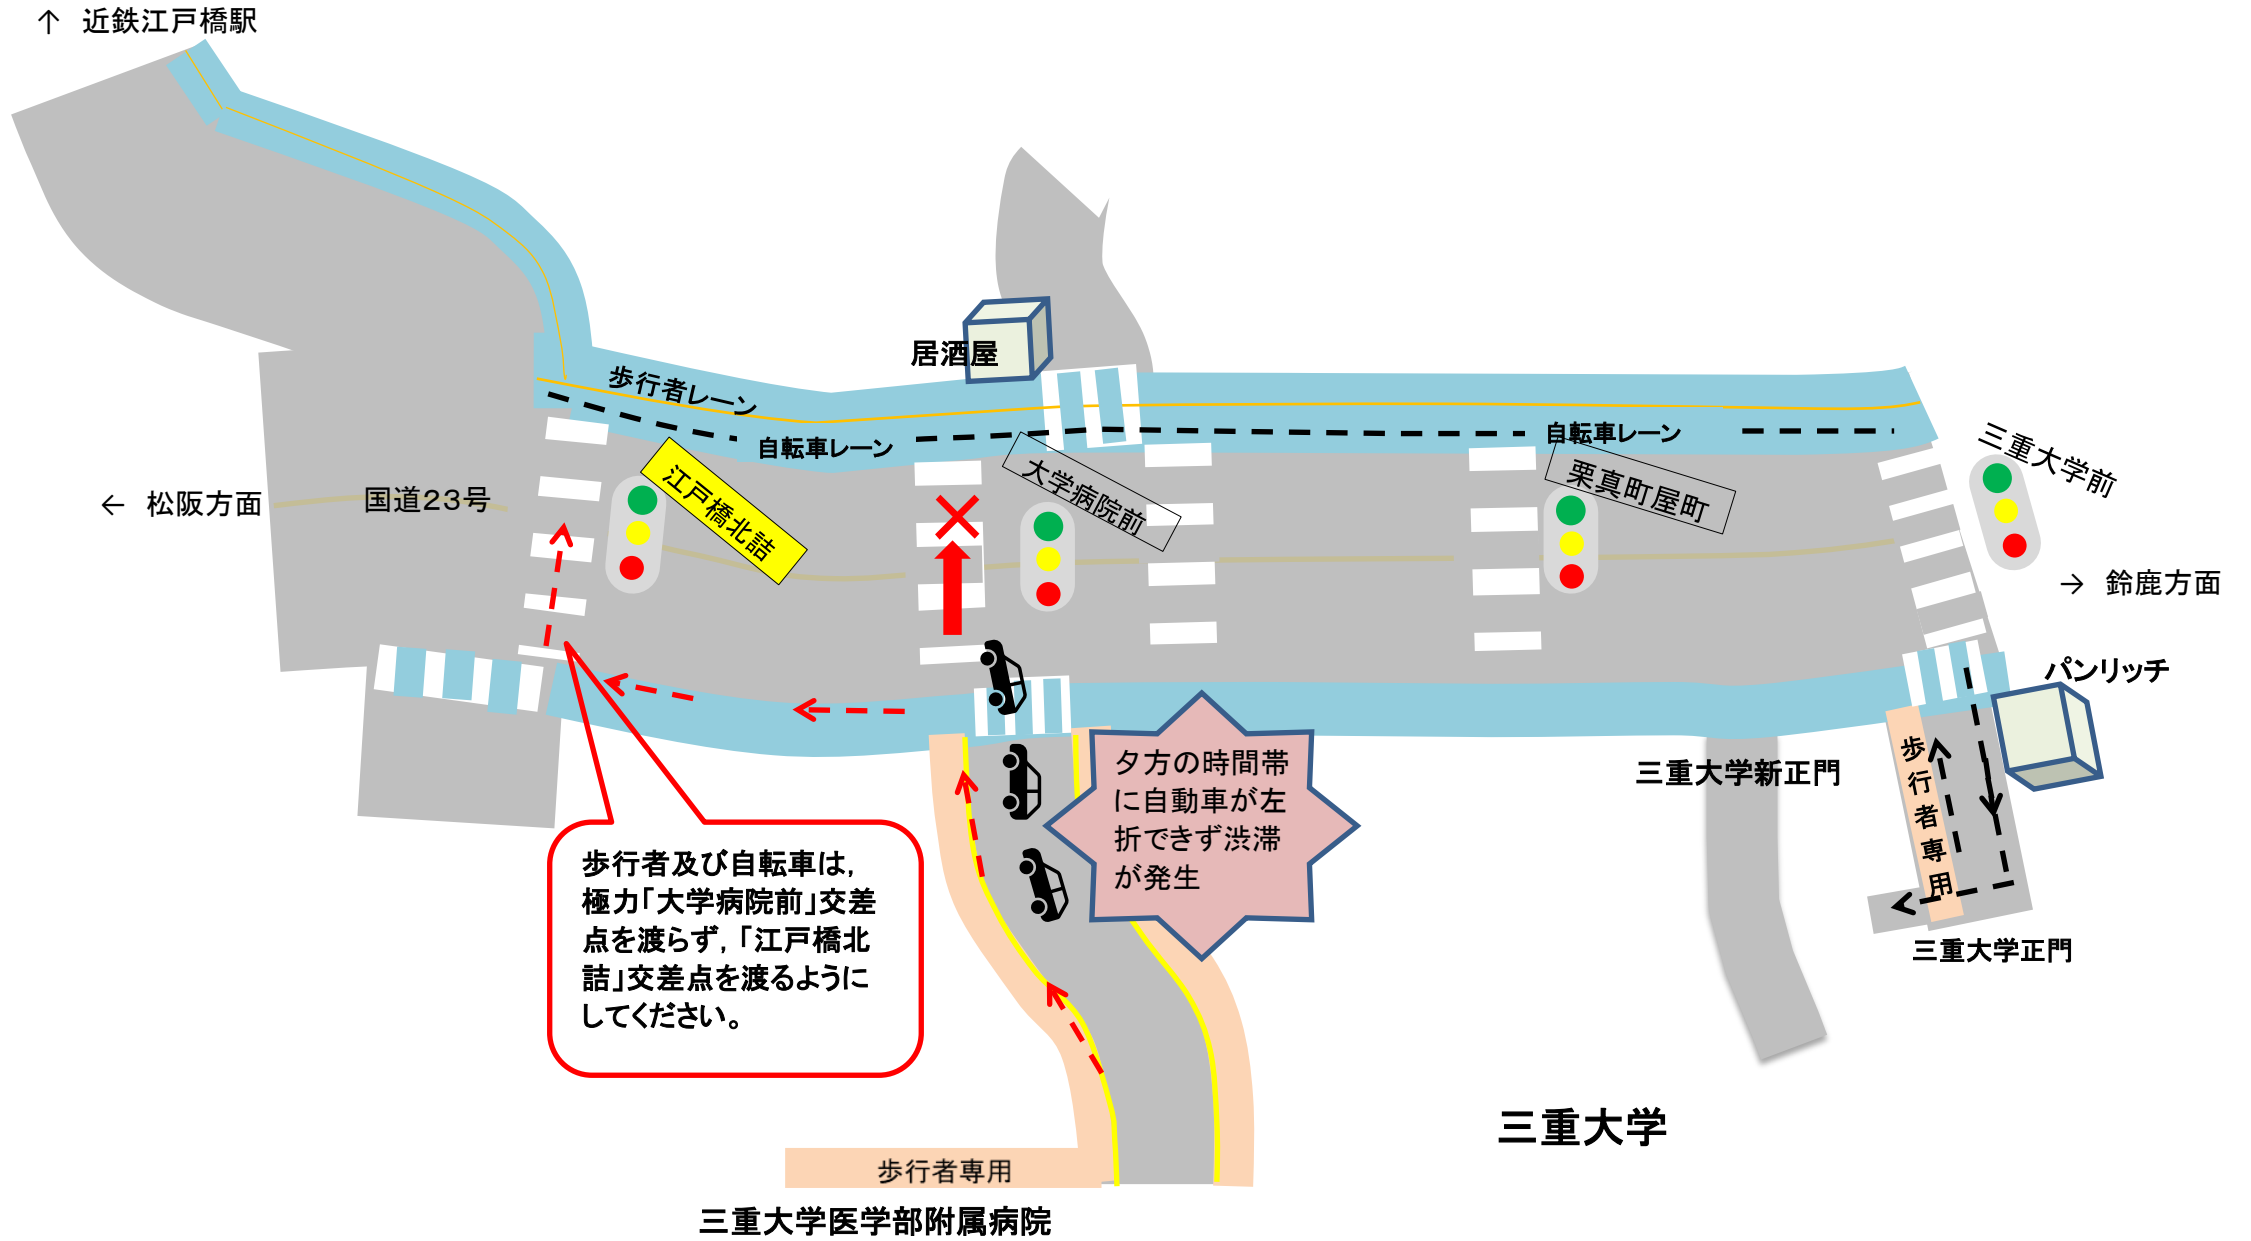 ↑ 近鉄江戸橋駅
居酒屋
歩行者レーン
自転車レーン
自転車レーン
三重大学前
江戸橋北詰
大学病院前
栗真町屋町
← 松阪方面
国道23号
→ 鈴鹿方面
パンリッチ
三重大学新正門
歩行者専用
三重大学正門
夕方の時間帯
に自動車が左
折できず渋滞
が発生
歩行者及び自転車は,
極力「大学病院前」交差
点を渡らず,「江戸橋北
詰」交差点を渡るように
してください。
三重大学
歩行者専用
三重大学医学部附属病院